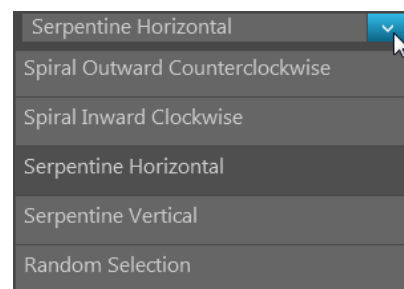 Serpentine Horizontal
Spiral Outward Counterclockwise
Spiral Inward Clockwise
Serpentine Horizontal
Serpentine Vertical
Random Selection